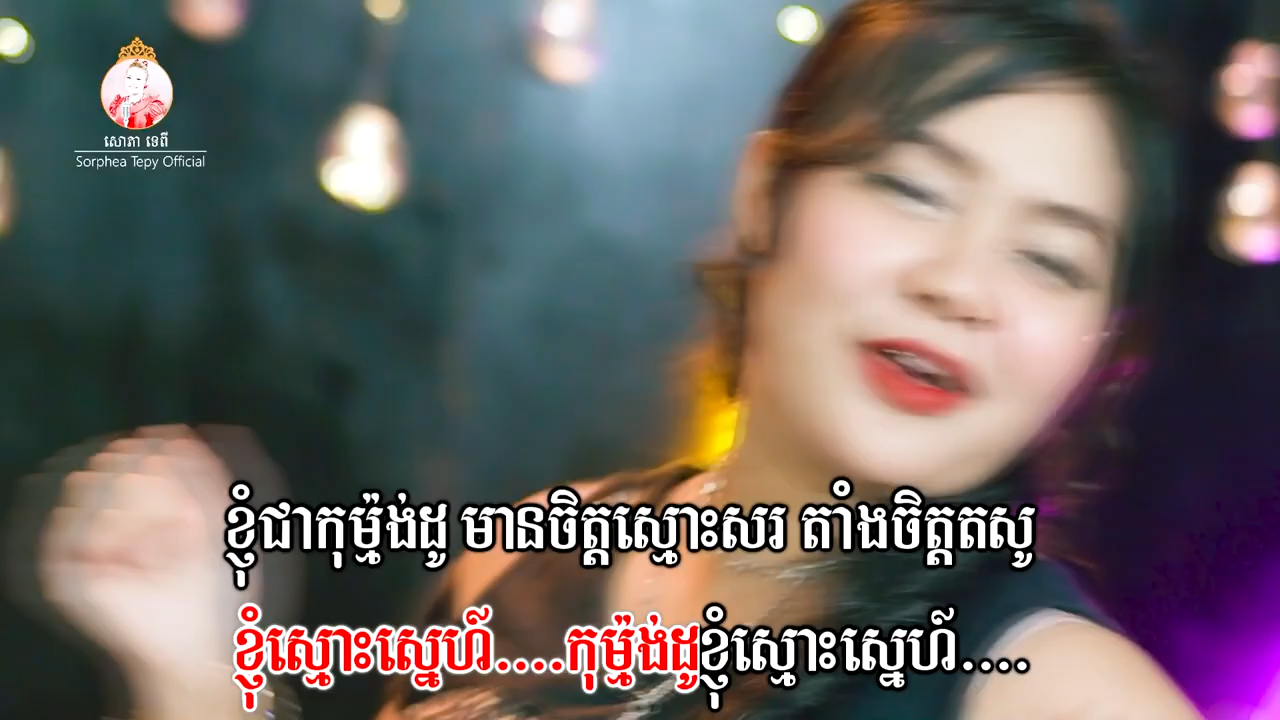 សោភា ទេពី
Sorphea Tepy Official
ខ្ញុំជាកុម្ម៉ង់ដូ មានចិត្តស្មោះសរ តាំងចិត្តតស៊ូ
ខ្ញុំស្មោះស្នេហ៍....កុម្ម៉ង់ដូខ្ញុំស្មោះស្នេហ៍....